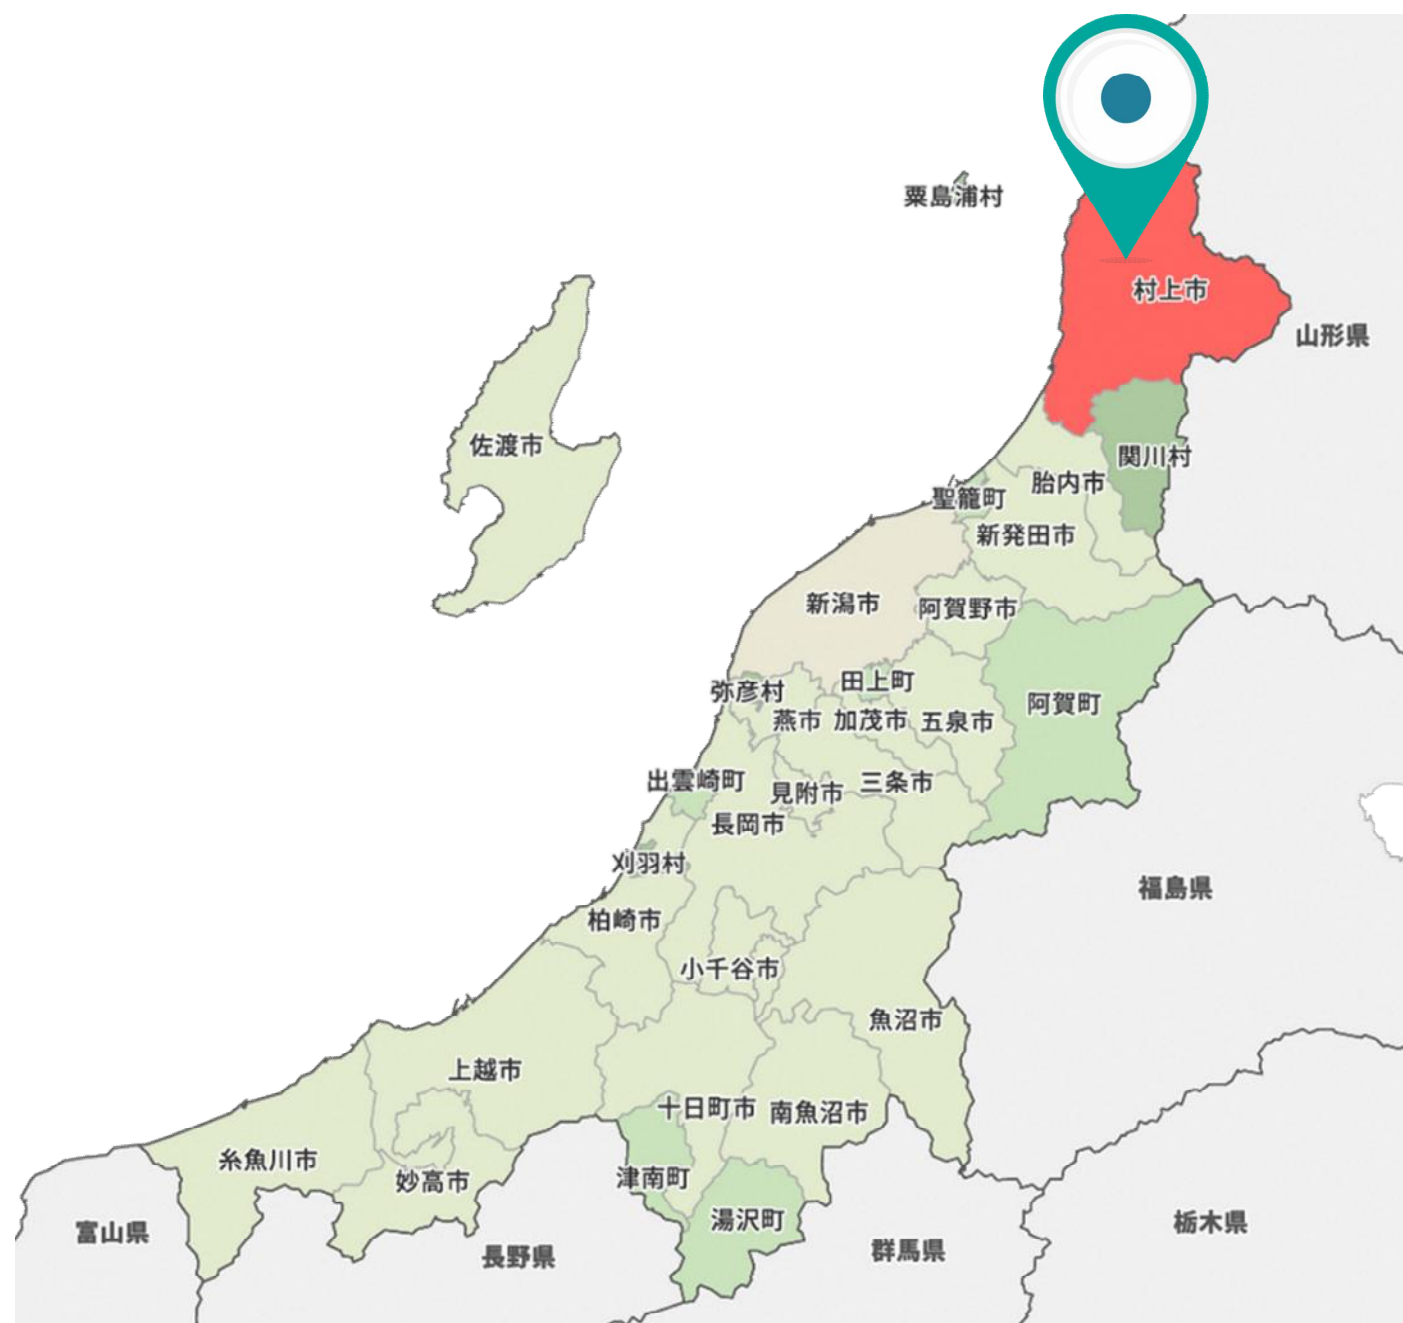 粟島浦村
村上市
山形県
佐渡市
関川村
胎内市
聖籠町
新発田市
新潟市
阿賀野市
田上町
弥彦村
阿賀町
燕市
加茂市
五泉市
出雲崎町
見附市
三条市
長岡市
刈羽村
福島県
柏崎市
小千谷市
魚沼市
上越市
十日町市
南魚沼市
糸魚川市
妙高市
津南町
湯沢町
栃木県
富山県
群馬県
長野県